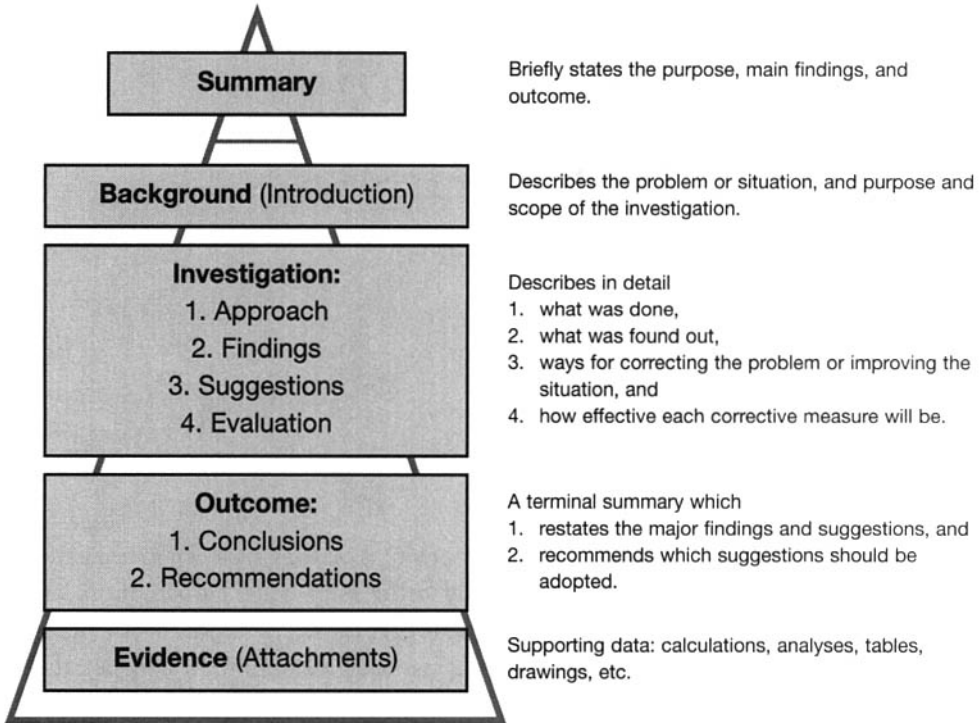 Summary
Briefly states the purpose, main findings, and
outcome.
Background (Introduction)
Describes the problem or situation, and purpose and
scope of the investigation.
Investigation:
1. Approach
2. Findings
3. Suggestions
4. Evaluation
Describes in detail
1. what was done,
2. what was found out,
3. ways for correcting the problem or improving the
situation, and
4. how effective each corrective measure will be.
Outcome:
1. Conclusions
2. Recommendations
A terminal summary which
1. restates the major findings and suggestions, and
2. recommends which suggestions should be
adopted.
Evidence (Attachments)
Supporting data: calculations, analyses, tables,
drawings, etc.